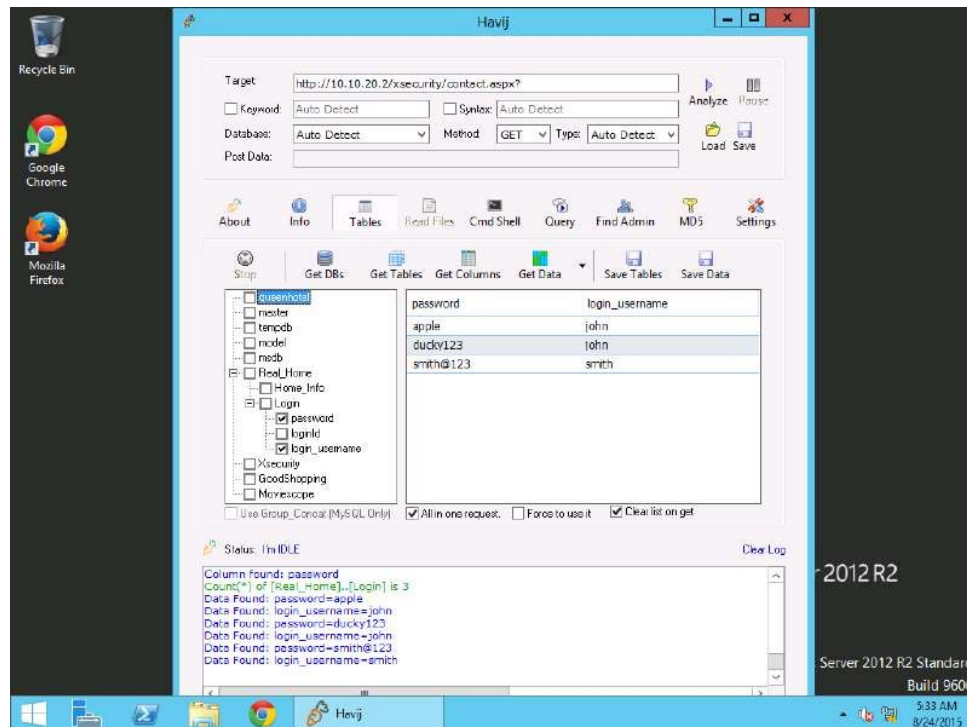 Havij
Recycle Bin
Google
Chrome
Mozilla
Firefox
Target
http://10.10.20.2/xsecurity/contact.aspx?
Analyze Pause
Keyword: Auto Detect Syntax: Auto Detect
Database: Auto Detect Method GET Type: Auto Detect
Load Save
Post Data:
About Info Tables Read Files Cmd Shell Query Find Admin MD5 Settings
Stop Get DBs Get Tables Get Columns Get Data Save Tables Save Data
queenhotel
master
tempdb
model
msdb
Real_Home
Home_Info
Login
password
loginId
login_username
Xsecurity
GoodShopping
Moviescope
password login_username
apple john
ducky123 john
smith@123 smith
Use Group_Concat (MySQL Only) All in one request. Force to use it Clear list on get
Status: I'm IDLE Clear Log
Column found: password
Count(*) of [Real_Home]..[Login] is 3
Data Found: password=apple
Data Found: login_username=john
Data Found: password=ducky123
Data Found: login_username=john
Data Found: password=smith@123
Data Found: login_username=smith
2012 R2
Server 2012 R2 Standard
Build 9600
Havij
5:33 AM
8/24/2015